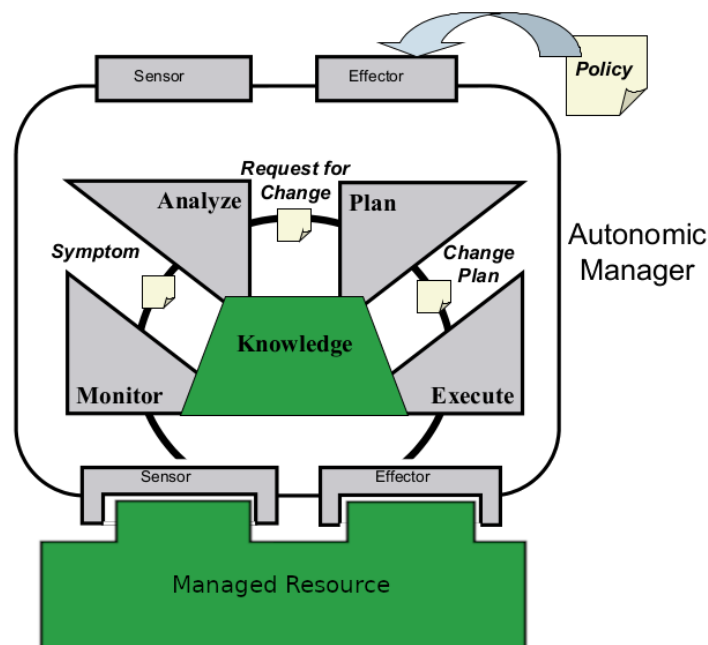 Sensor
Effector
Policy
Request for
Change
Analyze
Plan
Symptom
Change
Plan
Autonomic
Manager
Knowledge
Monitor
Execute
Sensor
Effector
Managed Resource